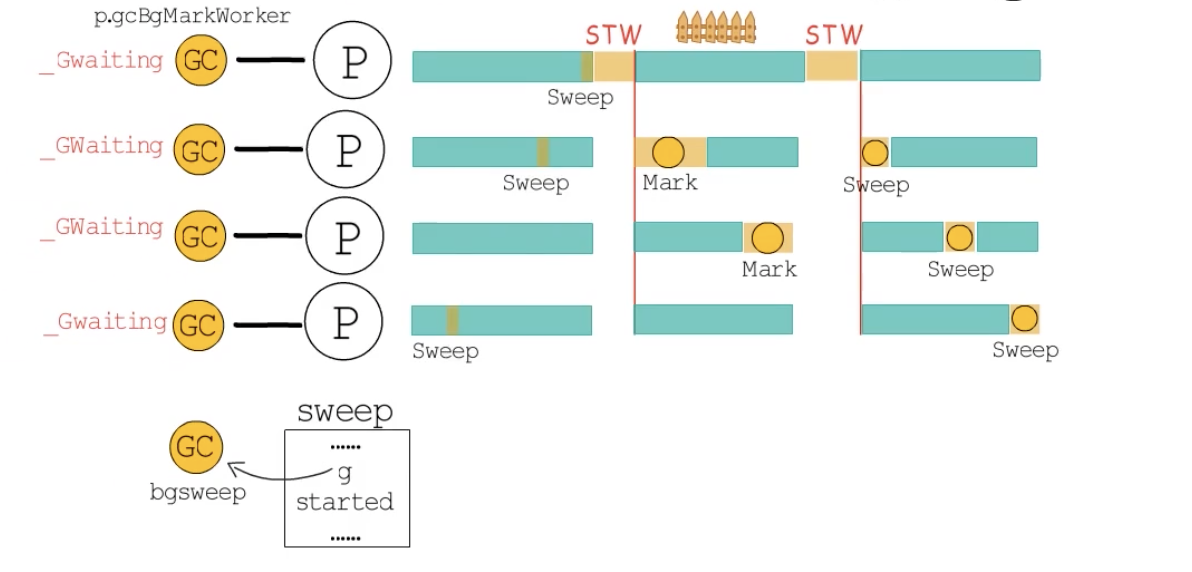 p.gcBgMarkWorker
STW
STW
_Gwaiting GC P
Sweep
_GWaiting GC P
Sweep Mark Sweep
_GWaiting GC P
Mark Sweep
_Gwaiting GC P
Sweep Sweep
sweep
......
GC g
bgsweep started
......